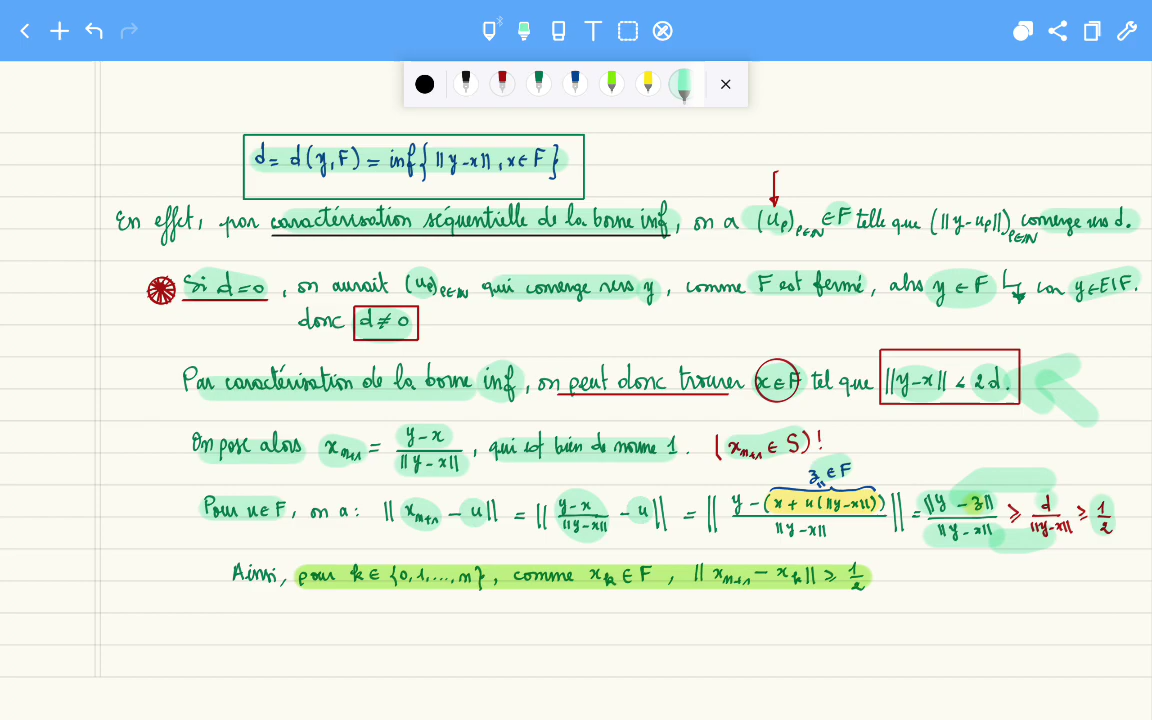 d = d(y, F) = inf{ ||y-x||, x ∈ F }
En effet, par caractérisation séquentielle de la borne inf, on a (u_p)_{p∈ℕ} ∈ F telle que (||y-u_p||)_{p∈ℕ} converge vers d.
Si d=0, on aurait (u_p)_{p∈ℕ} qui converge vers y, comme F est fermé, alors y ∈ F ↯ car y∈E\F.
donc d ≠ 0
Par caractérisation de la borne inf, on peut donc trouver x∈F tel que ||y-x|| ≤ 2d.
On pose alors x_{n+1} = (y-x)/||y-x||, qui est bien de norme 1. (x_{n+1} ∈ S)!
z ∈ F
Pour u∈F, on a : ||x_{n+1} - u|| = ||(y-x)/||y-x|| - u|| = ||(y-(x+u(||y-x||)))/||y-x|| || = ||y-z||/||y-x|| ≥ d/||y-x|| ≥ 1/2
Ainsi, pour k ∈ {0,1,...,n}, comme x_k ∈ F, ||x_{n+1} - x_k|| ≥ 1/2